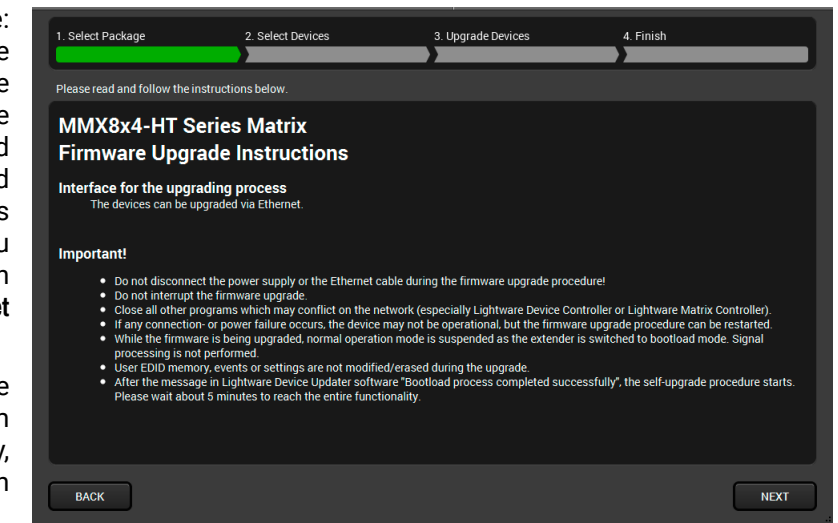 1. Select Package 2. Select Devices 3. Upgrade Devices 4. Finish
Please read and follow the instructions below.
MMX8x4-HT Series Matrix
Firmware Upgrade Instructions
Interface for the upgrading process
The devices can be upgraded via Ethernet.
Important!
• Do not disconnect the power supply or the Ethernet cable during the firmware upgrade procedure!
• Do not interrupt the firmware upgrade.
• Close all other programs which may conflict on the network (especially Lightware Device Controller or Lightware Matrix Controller).
• If any connection- or power failure occurs, the device may not be operational, but the firmware upgrade procedure can be restarted.
• While the firmware is being upgraded, normal operation mode is suspended as the extender is switched to bootload mode. Signal
processing is not performed.
• User EDID memory, events or settings are not modified/erased during the upgrade.
• After the message in Lightware Device Updater software "Bootload process completed successfully", the self-upgrade procedure starts.
Please wait about 5 minutes to reach the entire functionality.
BACK NEXT